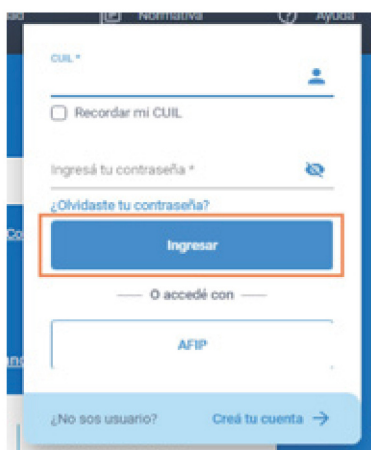 Normativa
Ayuda
CUIL *
Recordar mi CUIL
Ingresá tu contraseña *
¿Olvidaste tu contraseña?
Ingresar
O accedé con
AFIP
¿No sos usuario?
Creá tu cuenta →